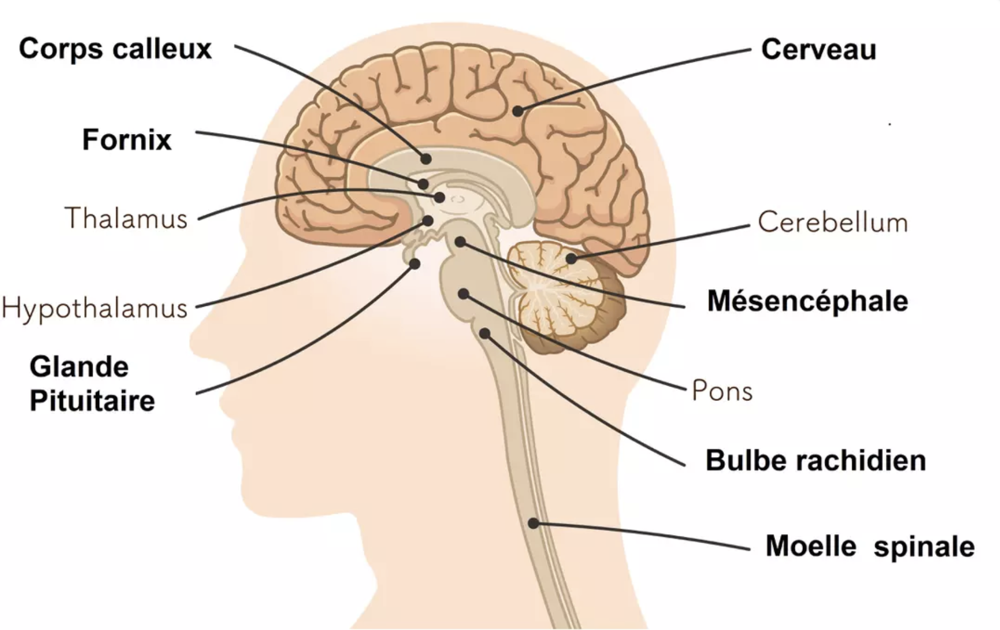 Corps calleux
Cerveau
Fornix
Thalamus
Cerebellum
Hypothalamus
Mésencéphale
Glande
Pituitaire
Pons
Bulbe rachidien
Moelle spinale